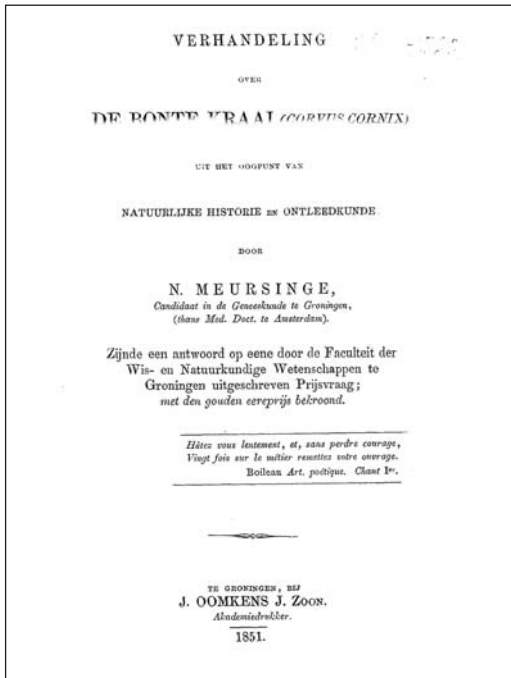 VERHANDELING
OVER
DE BONTE KRAAI (CORVUS CORNIX)
UIT HET OOGPUNT VAN
NATUURLIJKE HISTORIE EN ONTLEEDKUNDE
DOOR
N. MEURSINGE,
Candidaat in de Geneeskunde te Groningen,
(thans Med. Doct. te Amsterdam).
Zijnde een antwoord op eene door de Faculteit der
Wis- en Natuurkundige Wetenschappen te
Groningen uitgeschreven Prijsvraag;
met den gouden eereprijs bekroond.
Hâtez vous lentement, et, sans perdre courage,
Vingt fois sur le métier remettez votre ouvrage.
Boileau Art. poétique. Chant Ier.
TE GRONINGEN, BIJ
J. OOMKENS J. ZOON.
Akademiedrukker.
1851.